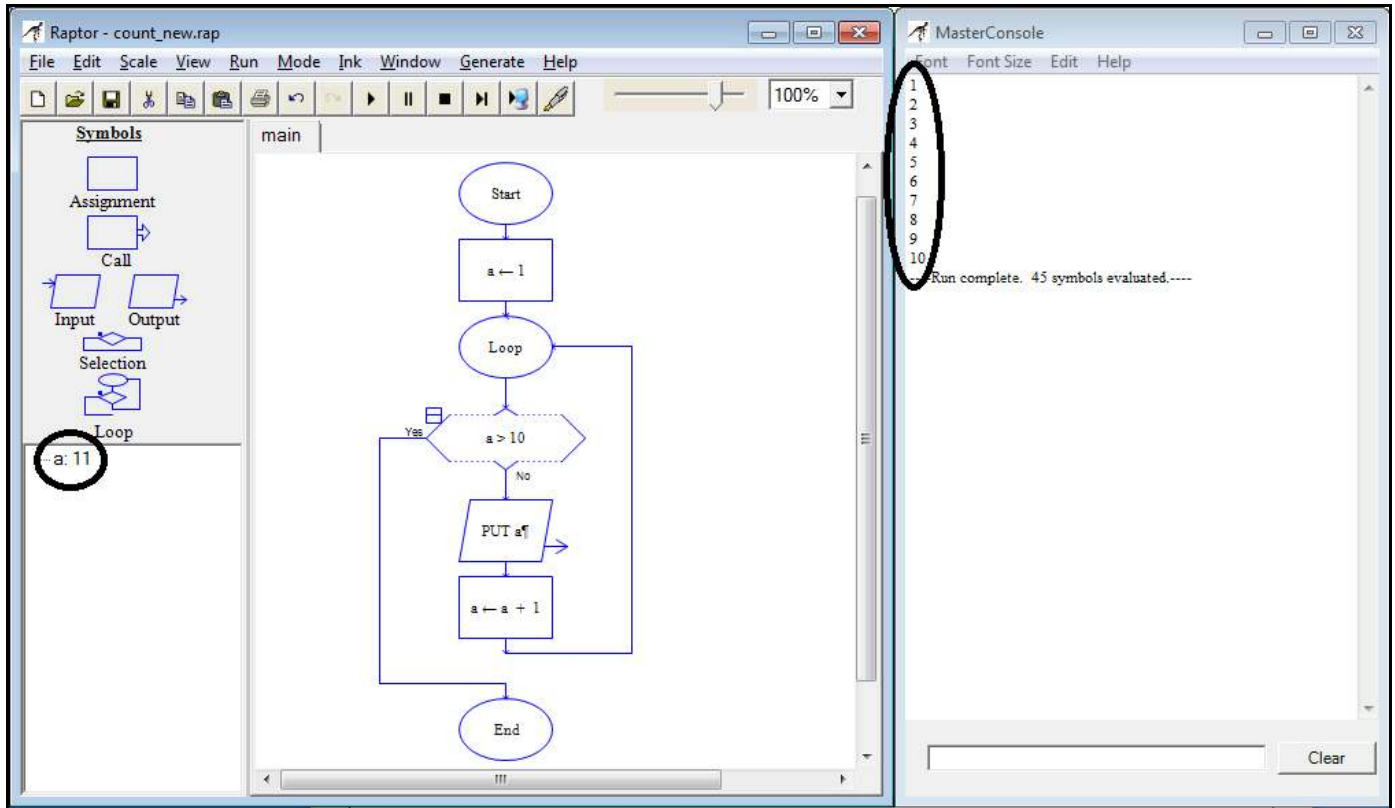 Raptor - count_new.rap
File Edit Scale View Run Mode Ink Window Generate Help
100%
Symbols
Assignment
Call
Input Output
Selection
Loop
a: 11
main
Start
a ← 1
Loop
Yes
a > 10
No
PUT a¶
a ← a + 1
End
MasterConsole
Font Font Size Edit Help
1
2
3
4
5
6
7
8
9
10
----Run complete. 45 symbols evaluated.----
Clear